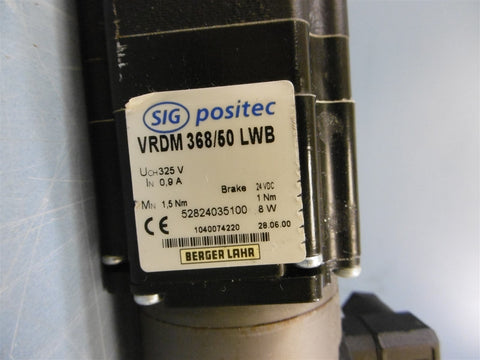 SIG positec
VRDM 368/50 LWB
UCH 325 V
IN 0,9 A
Brake 24 VDC
MN 1,5 Nm 1 Nm
52824035100 8 W
CE 1040074220 28.06.00
BERGER LAHR